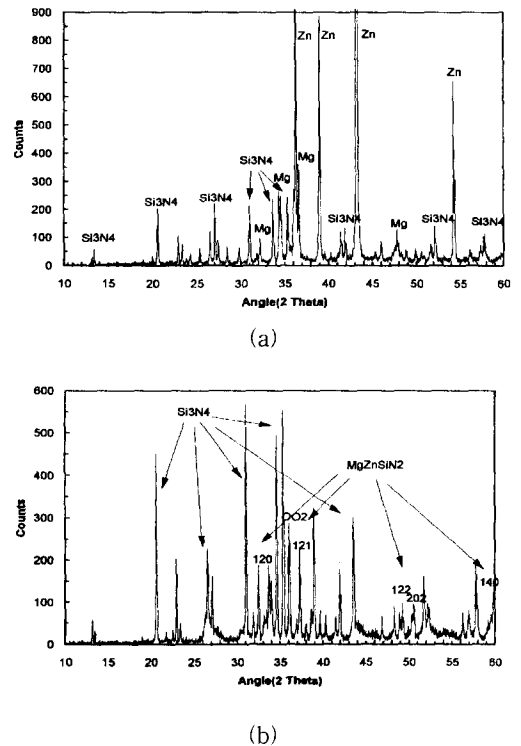 900
Zn Zn Zn
800
700
Zn
600
Counts
500
400
Si3N4
Mg
300
Si3N4 Si3N4 Mg
200
Mg Si3N4 Mg Si3N4 Si3N4
Si3N4
100
0
10 15 20 25 30 35 40 45 50 55 60
Angle(2 Theta)
(a)
600
Si3N4
500
MgZnSiN2
400
Counts
300
002
121
200
120
122 202 140
100
0
10 15 20 25 30 35 40 45 50 55 60
Angle(2 Theta)
(b)